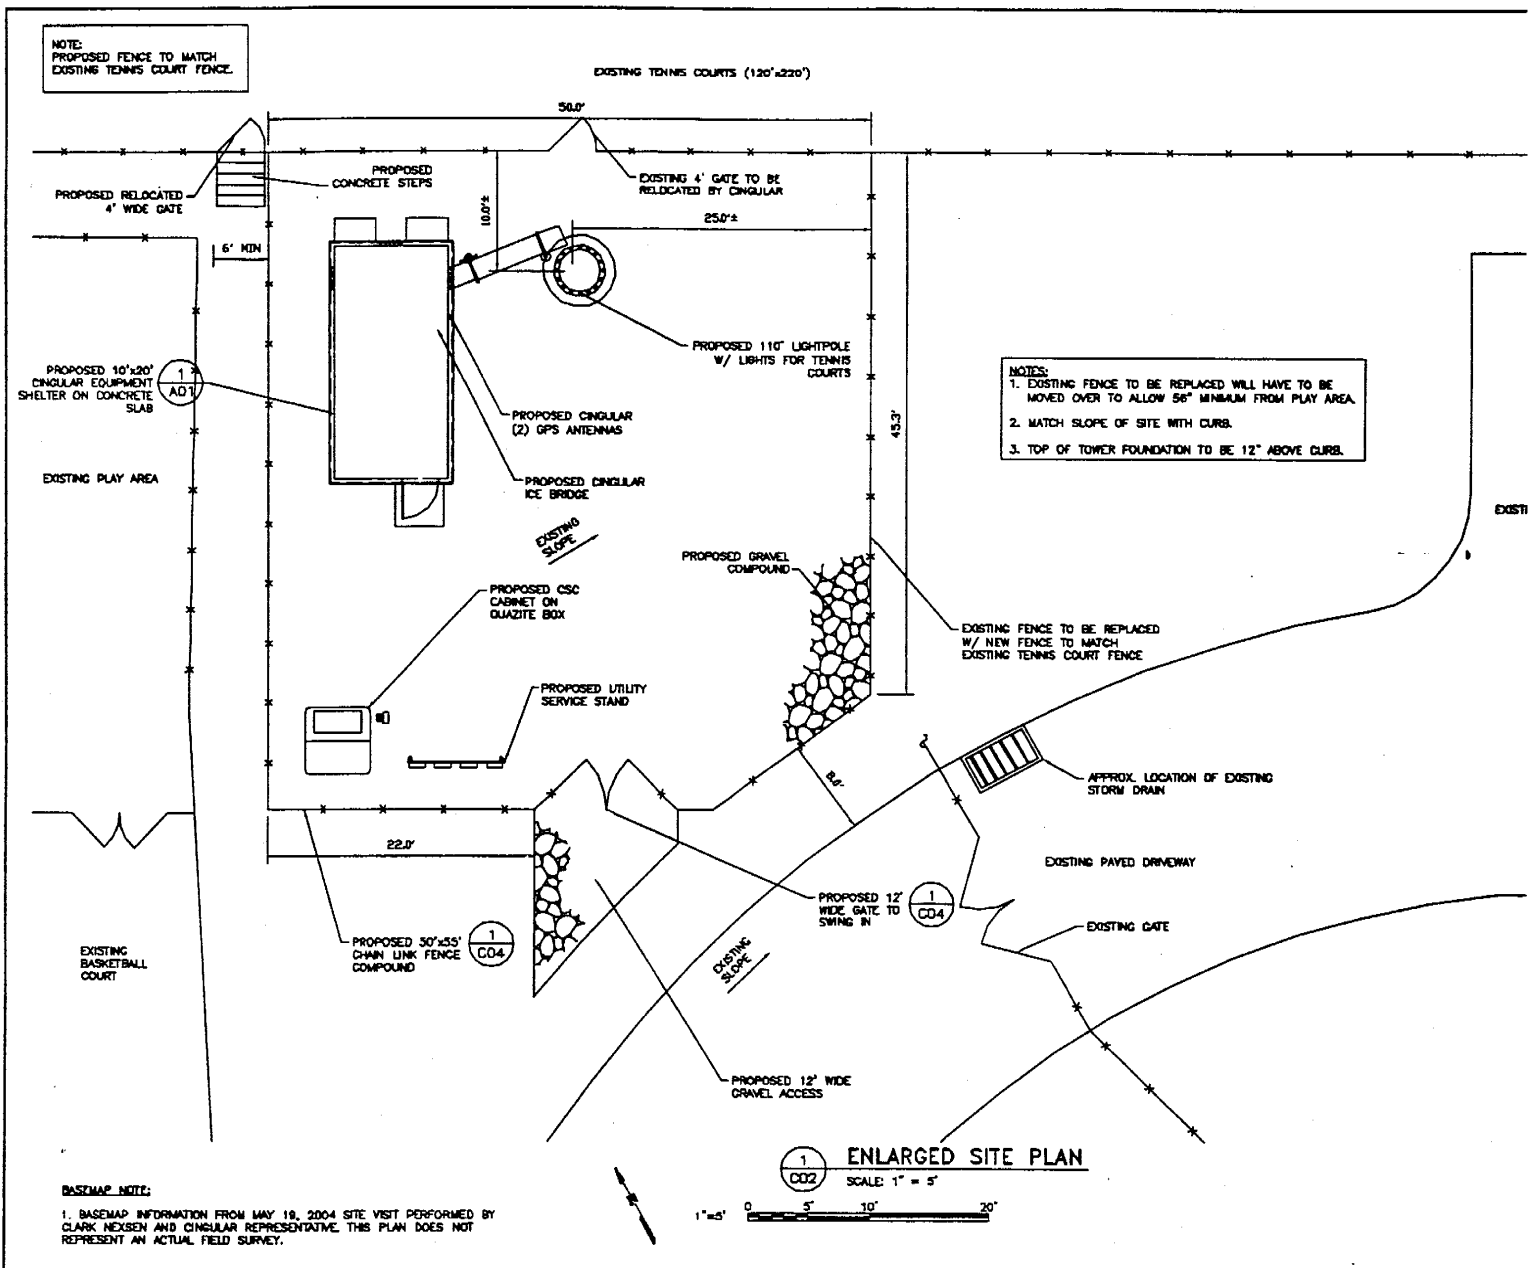 NOTE:
PROPOSED FENCE TO MATCH
EXISTING TENNIS COURT FENCE.
EXISTING TENNIS COURTS (120'x220')
50.0'
PROPOSED
CONCRETE STEPS
PROPOSED RELOCATED
4' WIDE GATE
EXISTING 4' GATE TO BE
RELOCATED BY CINGULAR
10.0'±
25.0'±
6' MIN
PROPOSED 110' LIGHTPOLE
W/ LIGHTS FOR TENNIS
COURTS
PROPOSED 10'x20'
CINGULAR EQUIPMENT
SHELTER ON CONCRETE
SLAB
1
A01
NOTES:
1. EXISTING FENCE TO BE REPLACED WILL HAVE TO BE
MOVED OVER TO ALLOW 56" MINIMUM FROM PLAY AREA.
2. MATCH SLOPE OF SITE WITH CURB.
3. TOP OF TOWER FOUNDATION TO BE 12" ABOVE CURB.
PROPOSED CINGULAR
(2) GPS ANTENNAS
45.3'
EXISTING PLAY AREA
PROPOSED CINGULAR
ICE BRIDGE
EXISTI
EXISTING
SLOPE
PROPOSED GRAVEL
COMPOUND
PROPOSED CSC
CABINET ON
QUAZITE BOX
EXISTING FENCE TO BE REPLACED
W/ NEW FENCE TO MATCH
EXISTING TENNIS COURT FENCE
PROPOSED UTILITY
SERVICE STAND
8.0'
APPROX. LOCATION OF EXISTING
STORM DRAIN
22.0'
EXISTING PAVED DRIVEWAY
PROPOSED 12'
WIDE GATE TO
SWING IN
1
C04
EXISTING GATE
PROPOSED 50'x55'
CHAIN LINK FENCE
COMPOUND
1
C04
EXISTING
BASKETBALL
COURT
EXISTING
SLOPE
PROPOSED 12' WIDE
GRAVEL ACCESS
1
C02
ENLARGED SITE PLAN
SCALE: 1" = 5'
BASEMAP NOTE:
1. BASEMAP INFORMATION FROM MAY 19, 2004 SITE VISIT PERFORMED BY
CLARK NEXSEN AND CINGULAR REPRESENTATIVE. THIS PLAN DOES NOT
REPRESENT AN ACTUAL FIELD SURVEY.
1"=5'
0 5' 10' 20'